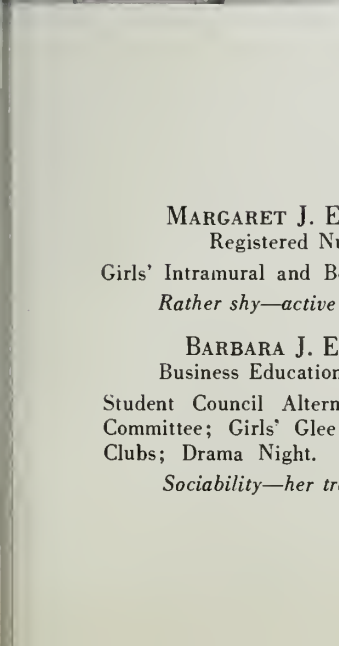 MARGARET J. E
Registered Nu
Girls' Intramural and B
Rather shy—active
BARBARA J. E
Business Education
Student Council Altern
Committee; Girls' Glee
Clubs; Drama Night.
Sociability—her tr